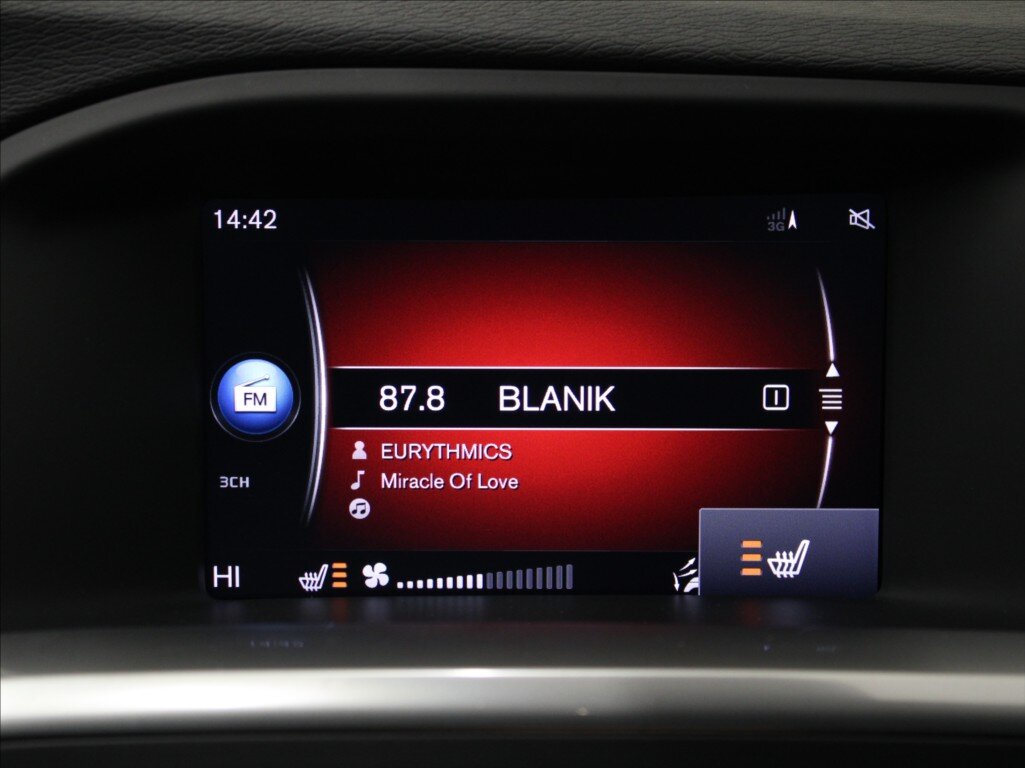 14:42
3G
87.8 BLANIK
FM
EURYTHMICS
Miracle Of Love
3CH
HI